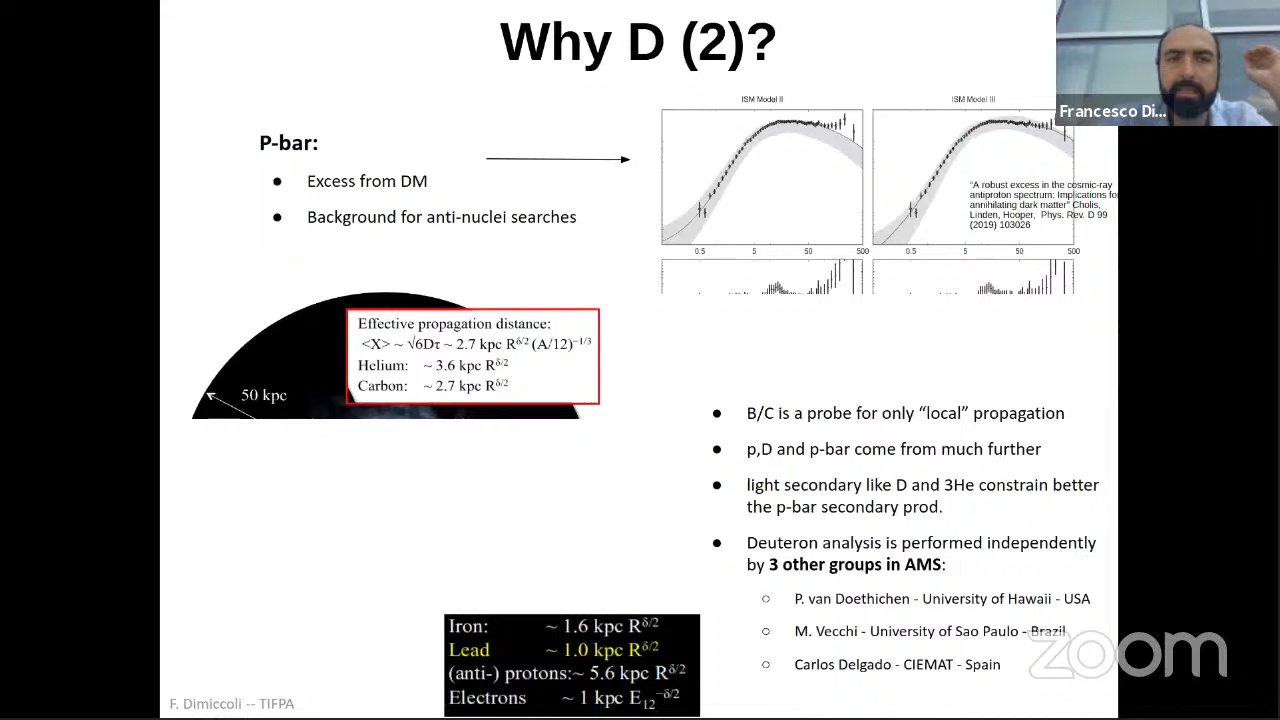 Why D (2)?
Francesco Di...
P-bar:
● Excess from DM
● Background for anti-nuclei searches
ISM Model II
ISM Model III
"A robust excess in the cosmic-ray
antiproton spectrum: Implications for
annihilating dark matter" Cholis,
Linden, Hooper, Phys. Rev. D 99
(2019) 103026
0.5 5 50 500
0.5 5 50 500
Effective propagation distance:
<X> ~ √6Dτ ~ 2.7 kpc R^δ/2 (A/12)^−1/3
Helium: ~ 3.6 kpc R^δ/2
Carbon: ~ 2.7 kpc R^δ/2
50 kpc
● B/C is a probe for only “local” propagation
● p,D and p-bar come from much further
● light secondary like D and 3He constrain better
the p-bar secondary prod.
● Deuteron analysis is performed independently
by 3 other groups in AMS:
○ P. van Doethichen - University of Hawaii - USA
○ M. Vecchi - University of Sao Paulo - Brazil
○ Carlos Delgado - CIEMAT - Spain
Iron: ~ 1.6 kpc R^δ/2
Lead ~ 1.0 kpc R^δ/2
(anti-) protons:~ 5.6 kpc R^δ/2
Electrons ~ 1 kpc E₁₂^−δ/2
zoom
F. Dimiccoli -- TIFPA